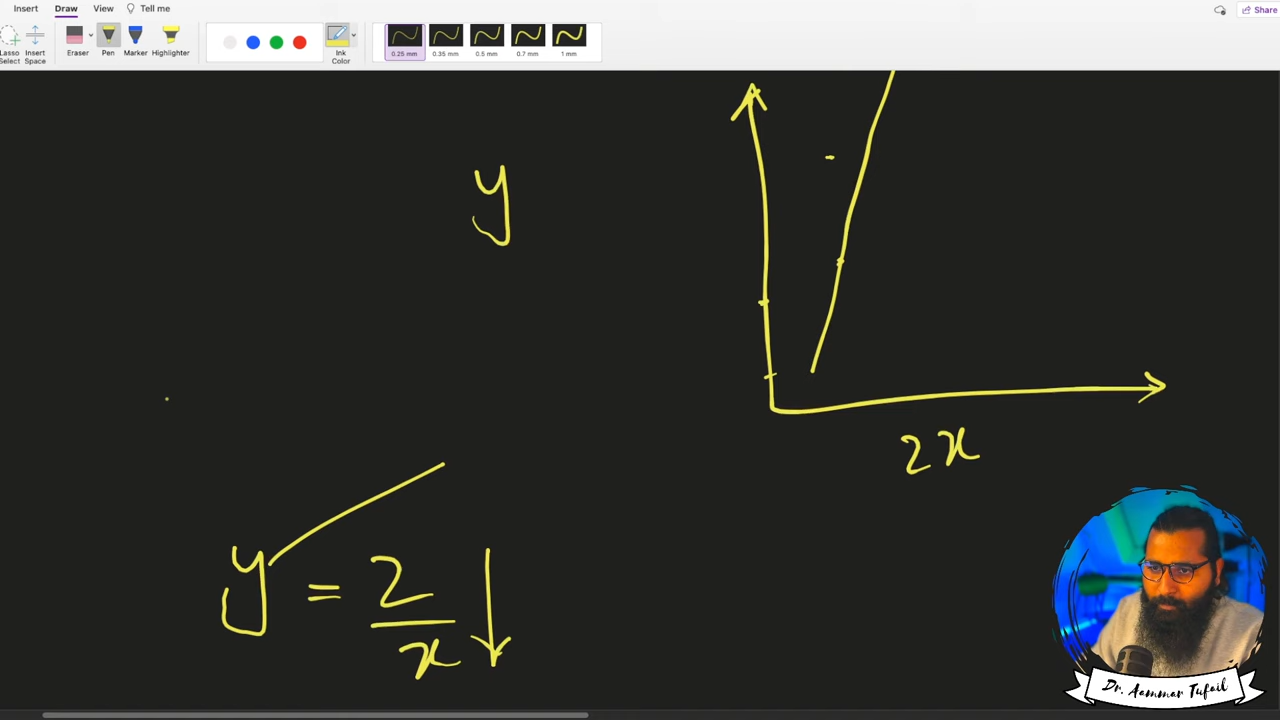 Insert Draw View Tell me
Share
Lasso Select
Insert Space
Eraser
Pen
Marker
Highlighter
Ink Color
0.25 mm
0.35 mm
0.5 mm
0.7 mm
1 mm
y
2x
y = 2/x
Dr. Aammar Tufail